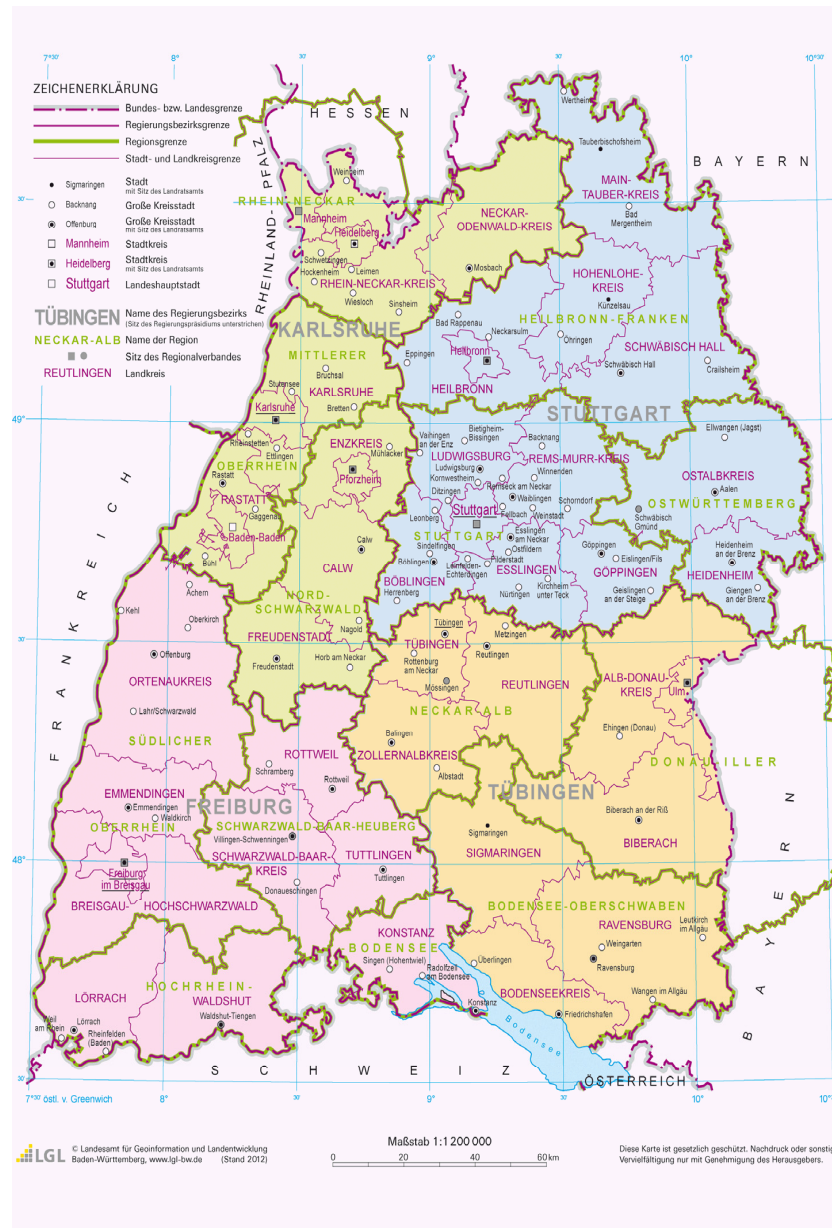 7°30'
8°
30'
9°
30'
10°
10°30'
ZEICHENERKLÄRUNG
Bundes- bzw. Landesgrenze
Regierungsbezirksgrenze
Regionsgrenze
Stadt- und Landkreisgrenze
Sigmaringen Stadt
mit Sitz des Landratsamts
Backnang Große Kreisstadt
Offenburg Große Kreisstadt
mit Sitz des Landratsamts
Mannheim Stadtkreis
Heidelberg Stadtkreis
(mit Sitz des Landratsamts)
Stuttgart Landeshauptstadt
TÜBINGEN Name des Regierungsbezirks
(Sitz des Regierungspräsidiums unterstrichen)
NECKAR-ALB Name der Region
Sitz des Regionalverbandes
REUTLINGEN Landkreis
HESSEN
BAYERN
RHEINLAND-PFALZ
Wertheim
Tauberbischofsheim
MAIN-
TAUBER-KREIS
Bad
Mergentheim
30'
Weinheim
RHEIN-NECKAR
Mannheim
Heidelberg
Schwetzingen
Hockenheim
Leimen
RHEIN-NECKAR-KREIS
Wiesloch
Sinsheim
NECKAR-
ODENWALD-KREIS
Mosbach
HOHENLOHE-
KREIS
Künzelsau
HEILBRONN-FRANKEN
Bad Rappenau
Neckarsulm
Öhringen
SCHWÄBISCH HALL
Eppingen
Heilbronn
Schwäbisch Hall
Crailsheim
HEILBRONN
KARLSRUHE
MITTLERER
Bruchsal
Stutensee
KARLSRUHE
Karlsruhe
Bretten
49°
49°
Rheinstetten
Ettlingen
OBERRHEIN
Rastatt
RASTATT
Gaggenau
Baden-Baden
Bühl
ENZKREIS
Mühlacker
Pforzheim
Calw
CALW
NORD-
SCHWARZWALD
Nagold
FREUDENSTADT
Horb am Neckar
Freudenstadt
STUTTGART
Vaihingen
an der Enz
Bietigheim-
Bissingen
Backnang
LUDWIGSBURG
REMS-MURR-KREIS
Ludwigsburg
Winnenden
Kornwestheim
Remseck am Neckar
Ditzingen
Waiblingen
Schorndorf
Fellbach
Weinstadt
Leonberg
Stuttgart
STUTTGART
Esslingen
am Neckar
Ostfildern
Sindelfingen
Böblingen
Filderstadt
Leinfelden-
Echterdingen
ESSLINGEN
BÖBLINGEN
Herrenberg
Nürtingen
Kirchheim
unter Teck
Göppingen
Eislingen/Fils
GÖPPINGEN
Geislingen
an der Steige
Ellwangen (Jagst)
OSTALBKREIS
Aalen
OSTWÜRTTEMBERG
Schwäbisch
Gmünd
Heidenheim
an der Brenz
HEIDENHEIM
Giengen
an der Brenz
FRANKREICH
Achern
Kehl
Oberkirch
30'
30'
Offenburg
ORTENAUKREIS
Lahr/Schwarzwald
SÜDLICHER
EMMENDINGEN
Emmendingen
Waldkirch
OBERRHEIN
FREIBURG
Freiburg
im Breisgau
BREISGAU-HOCHSCHWARZWALD
ROTTWEIL
Schramberg
Rottweil
SCHWARZWALD-BAAR-HEUBERG
Villingen-Schwenningen
SCHWARZWALD-BAAR-
KREIS
TUTTLINGEN
Tuttlingen
Donaueschingen
Tübingen
Metzingen
TÜBINGEN
Rottenburg
am Neckar
Reutlingen
Mössingen
REUTLINGEN
NECKAR-ALB
Balingen
ZOLLERNALBKREIS
Albstadt
ALB-DONAU-
KREIS
Ulm
Ehingen (Donau)
DONAU-ILLER
TÜBINGEN
Biberach an der Riß
BIBERACH
Sigmaringen
SIGMARINGEN
48°
48°
BODENSEE-OBERSCHWABEN
RAVENSBURG
Leutkirch
im Allgäu
Weingarten
Ravensburg
Wangen im Allgäu
BODENSEEKREIS
Friedrichshafen
Überlingen
KONSTANZ
BODENSEE
Singen (Hohentwiel)
Radolfzell
am Bodensee
Konstanz
Bodensee
BAYERN
HOCHRHEIN-
LÖRRACH
WALDSHUT
Waldshut-Tiengen
Weil
am Rhein
Lörrach
Rheinfelden
(Baden)
SCHWEIZ
ÖSTERREICH
BAYERN
30'
30'
7°30' östl. v. Greenwich
8°
30'
9°
30'
10°
LGL
© Landesamt für Geoinformation und Landentwicklung
Baden-Württemberg, www.lgl-bw.de (Stand 2012)
Maßstab 1:1 200 000
0 20 40 60 km
Diese Karte ist gesetzlich geschützt. Nachdruck oder
Vervielfältigung nur mit Genehmigung des Herausgebers.